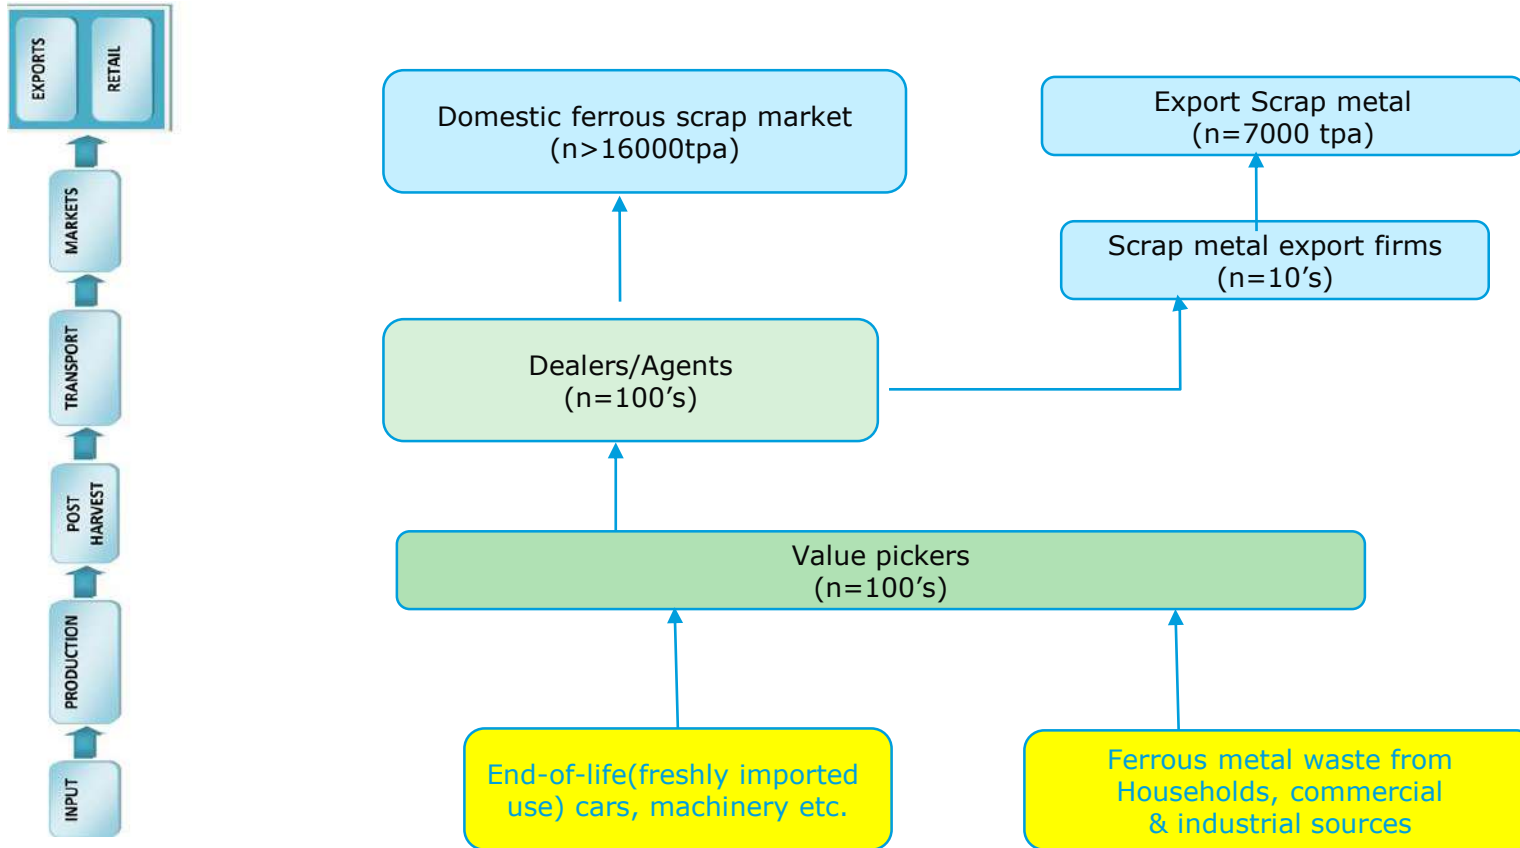 EXPORTS
RETAIL
MARKETS
TRANSPORT
POST
HARVEST
PRODUCTION
INPUT
Domestic ferrous scrap market
(n>16000tpa)
Export Scrap metal
(n=7000 tpa)
Scrap metal export firms
(n=10’s)
Dealers/Agents
(n=100’s)
Value pickers
(n=100’s)
End-of-life(freshly imported
use) cars, machinery etc.
Ferrous metal waste from
Households, commercial
& industrial sources